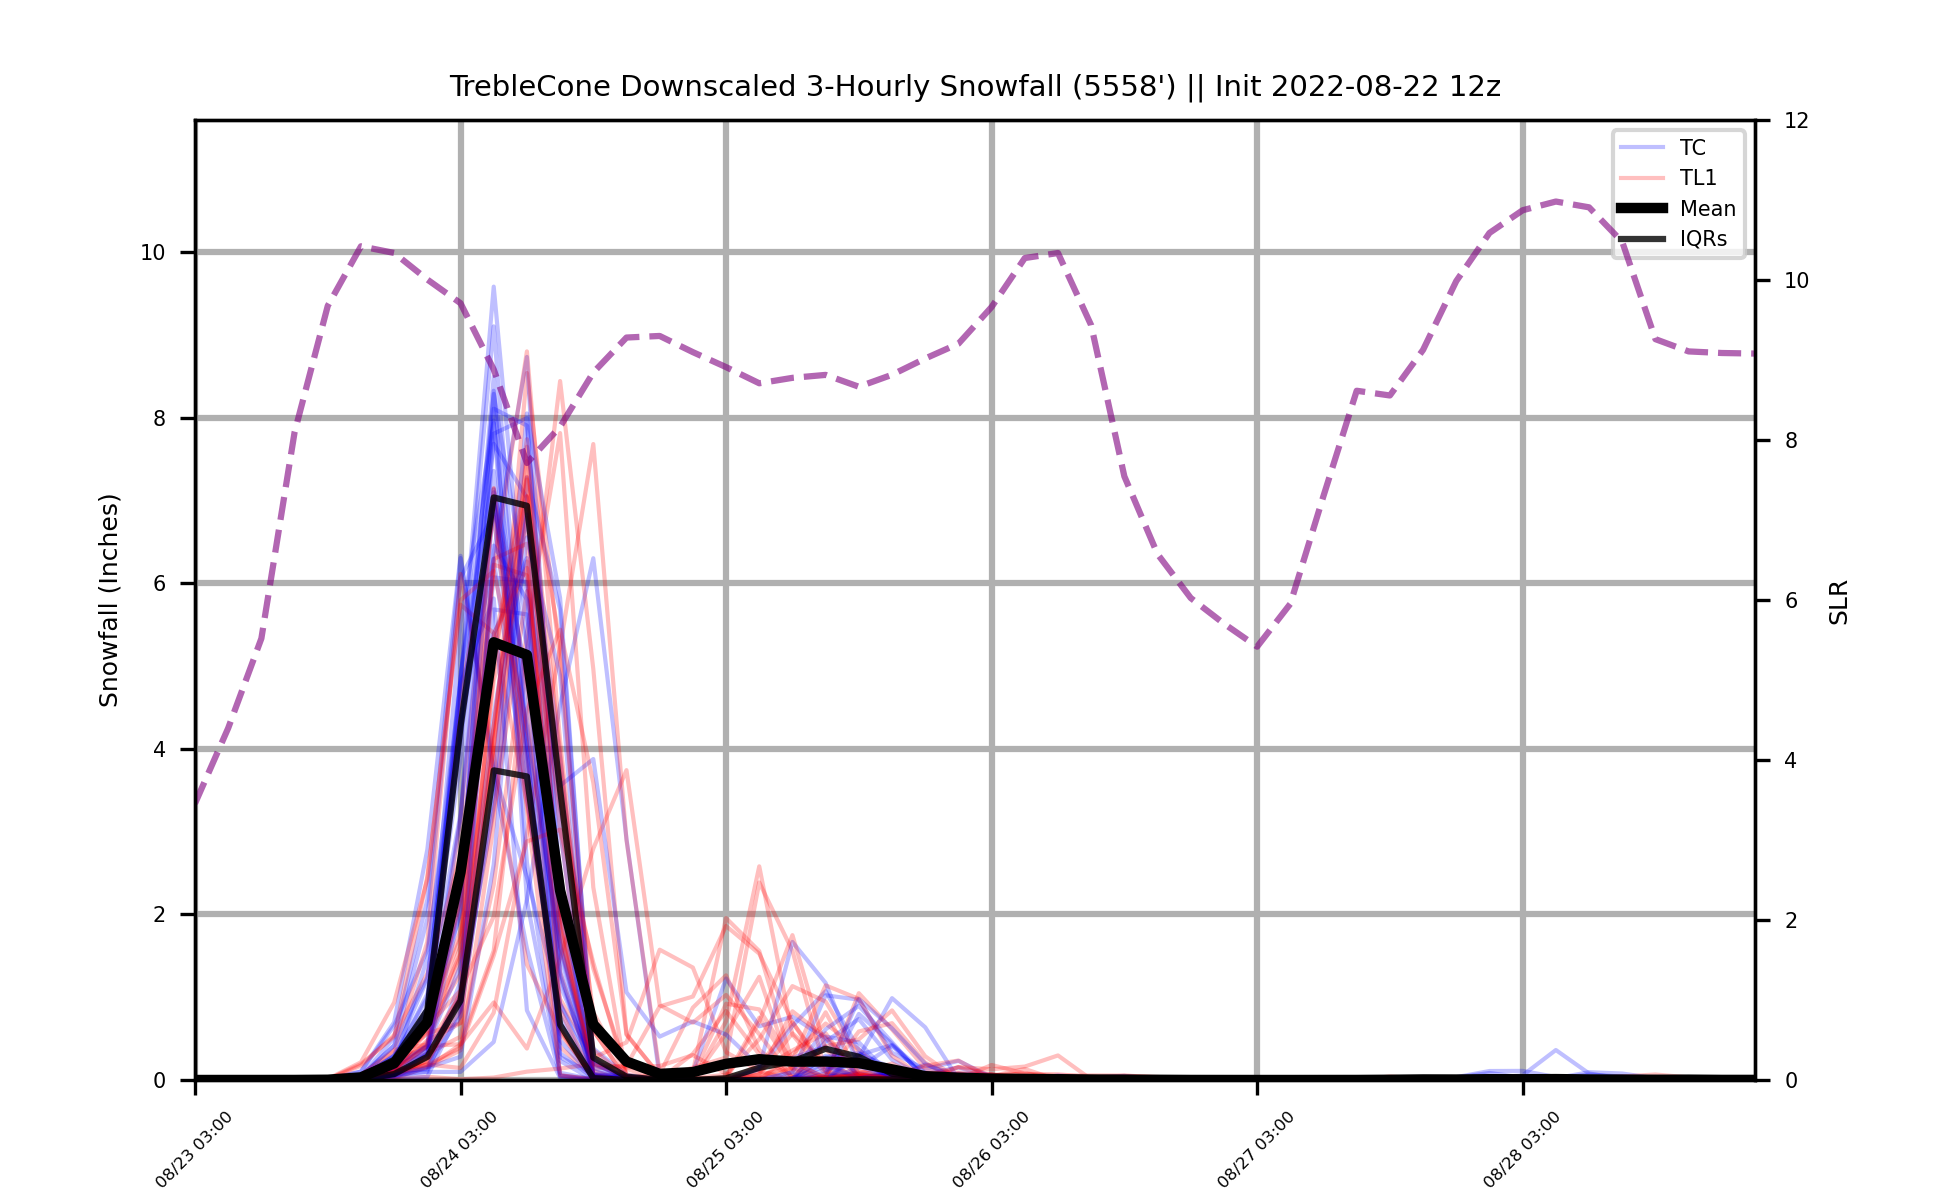 TrebleCone Downscaled 3-Hourly Snowfall (5558') || Init 2022-08-22 12z
TC
TL1
Mean
IQRs
Snowfall (Inches)
10
8
6
4
2
0
SLR
12
10
8
6
4
2
0
08/23 03:00
08/24 03:00
08/25 03:00
08/26 03:00
08/27 03:00
08/28 03:00